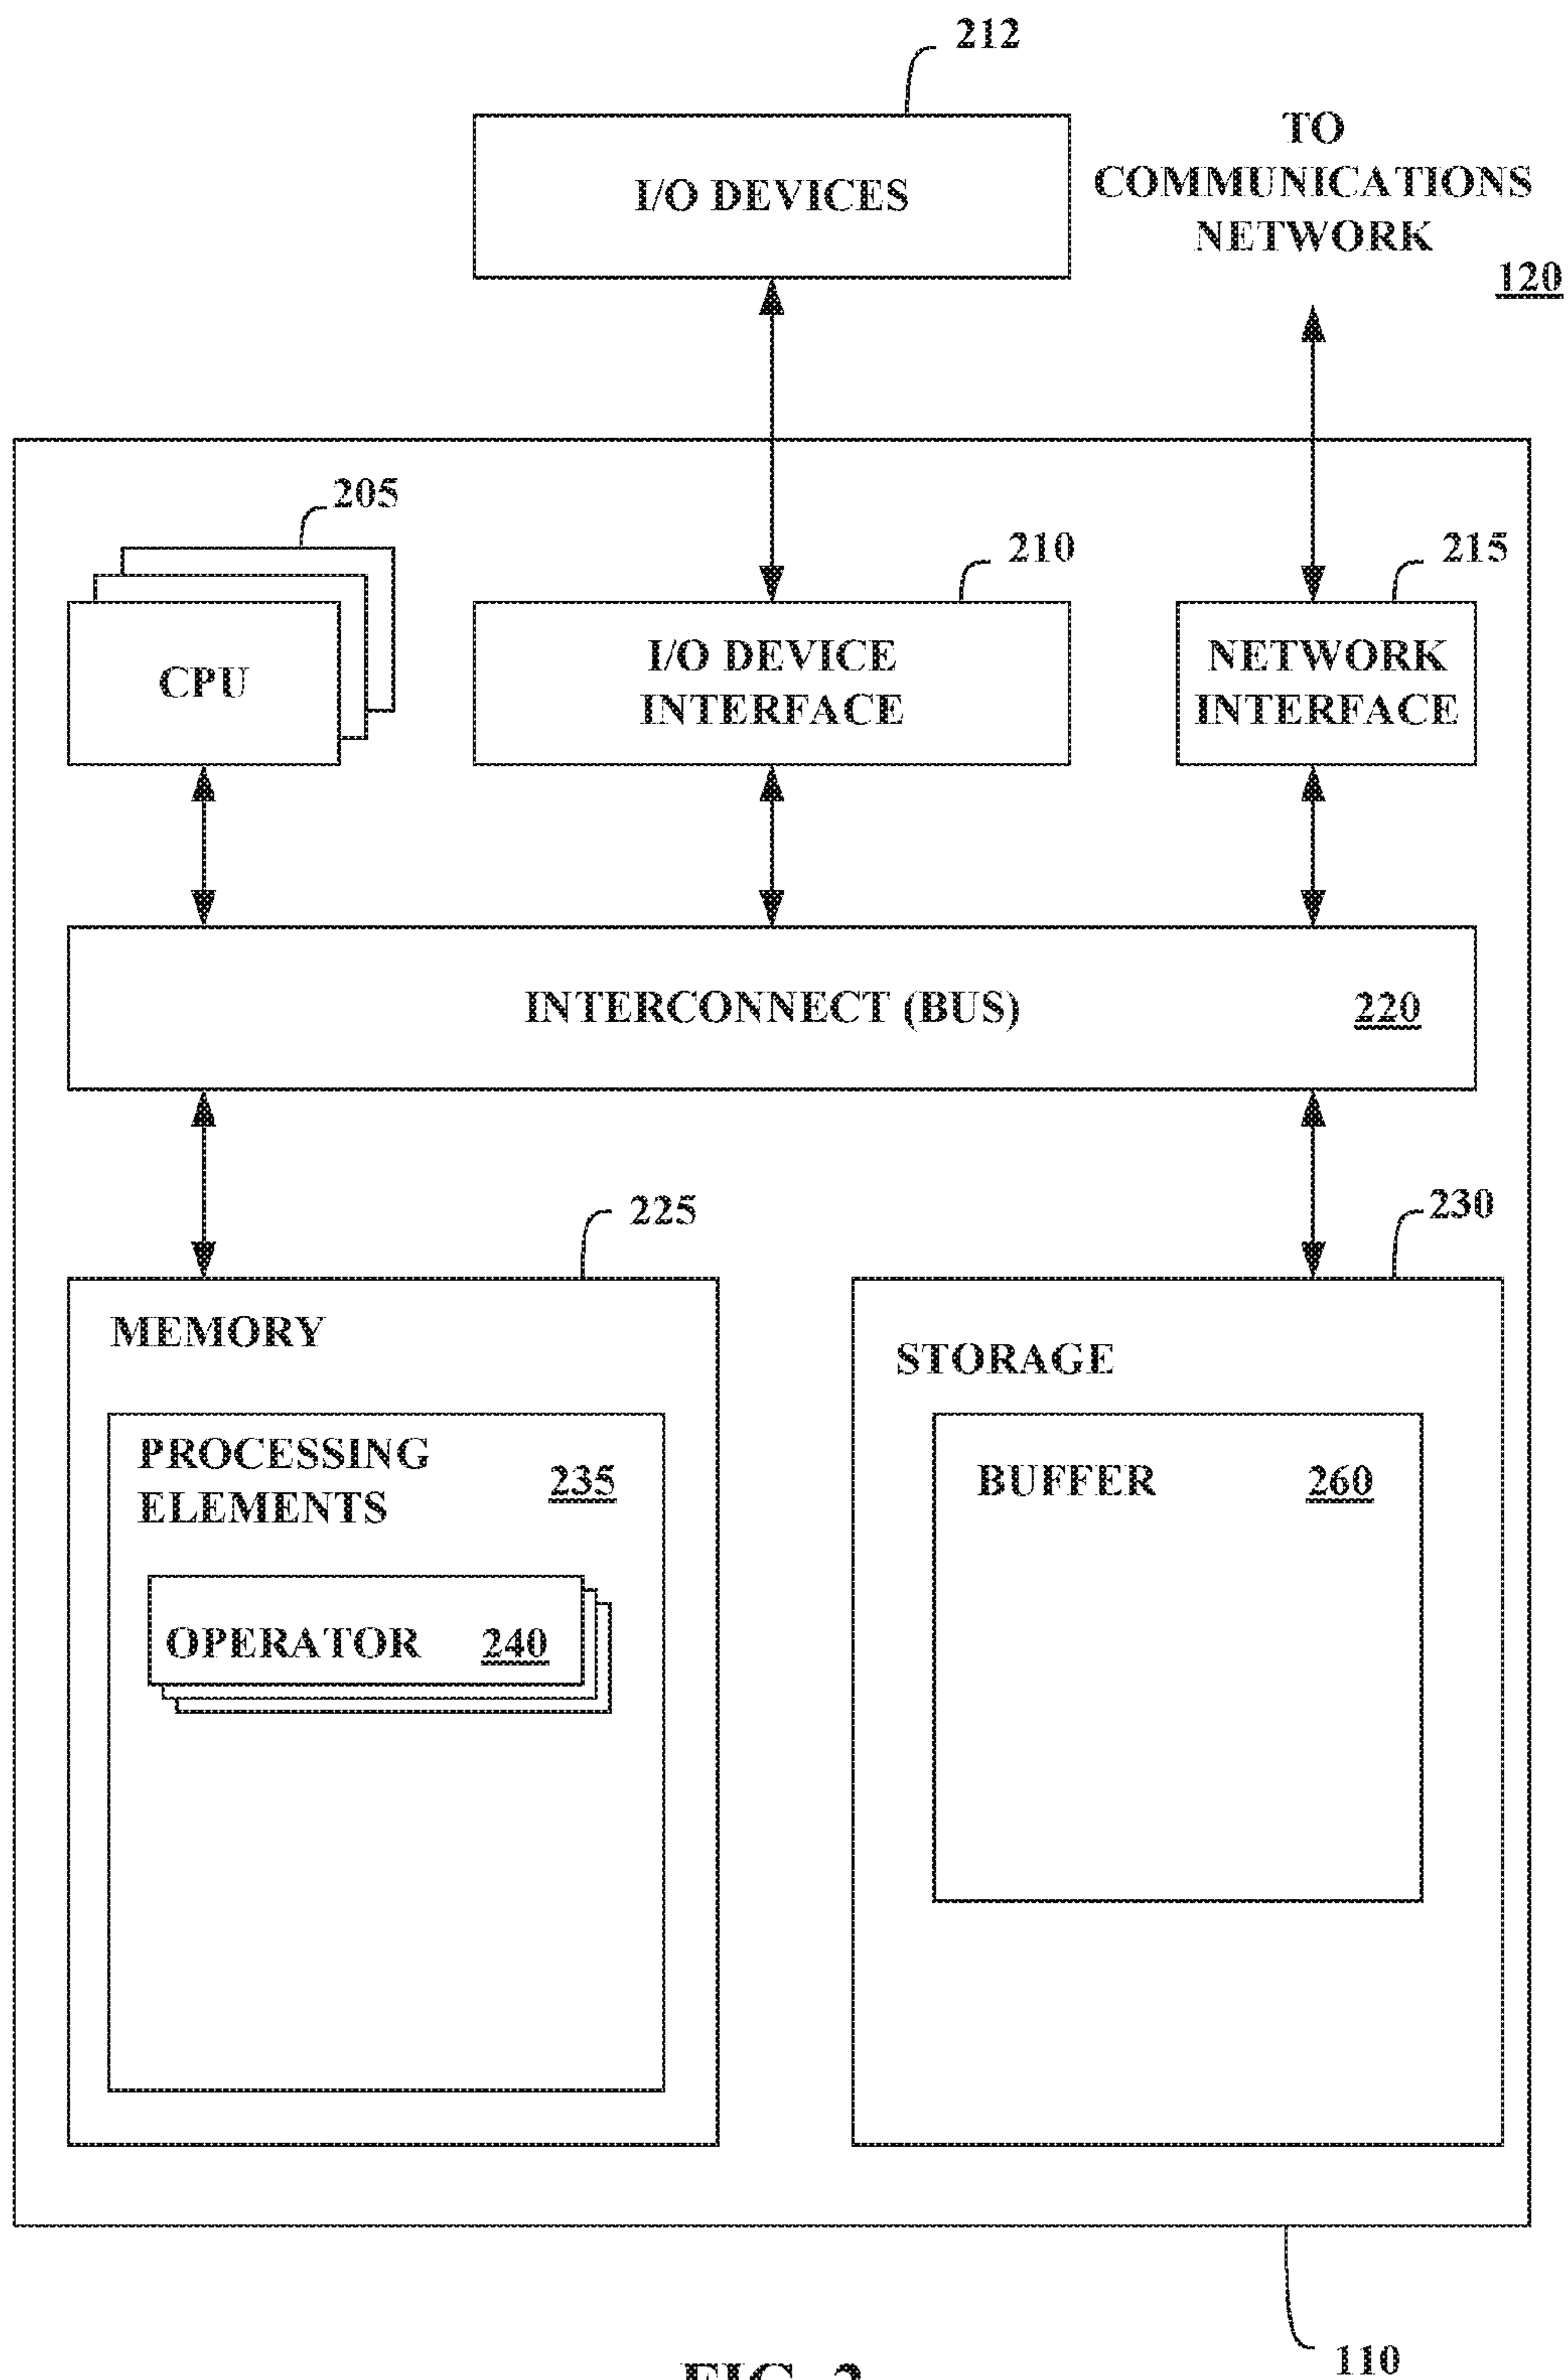 212
I/O DEVICES
TO
COMMUNICATIONS
NETWORK
120
205
210
215
CPU
I/O DEVICE
INTERFACE
NETWORK
INTERFACE
INTERCONNECT (BUS)
220
225
230
MEMORY
STORAGE
PROCESSING
ELEMENTS
235
BUFFER
260
OPERATOR
240
110